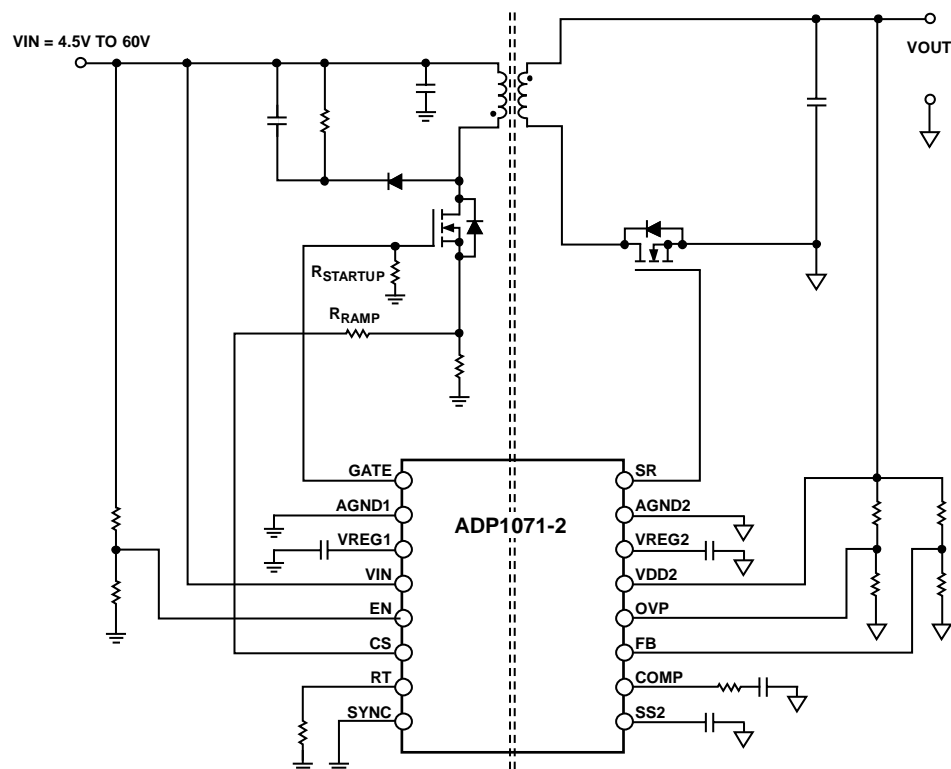 VIN = 4.5V TO 60V
VOUT
RSTARTUP
RRAMP
GATE
SR
AGND1
AGND2
ADP1071-2
VREG1
VREG2
VIN
VDD2
EN
OVP
CS
FB
RT
COMP
SYNC
SS2